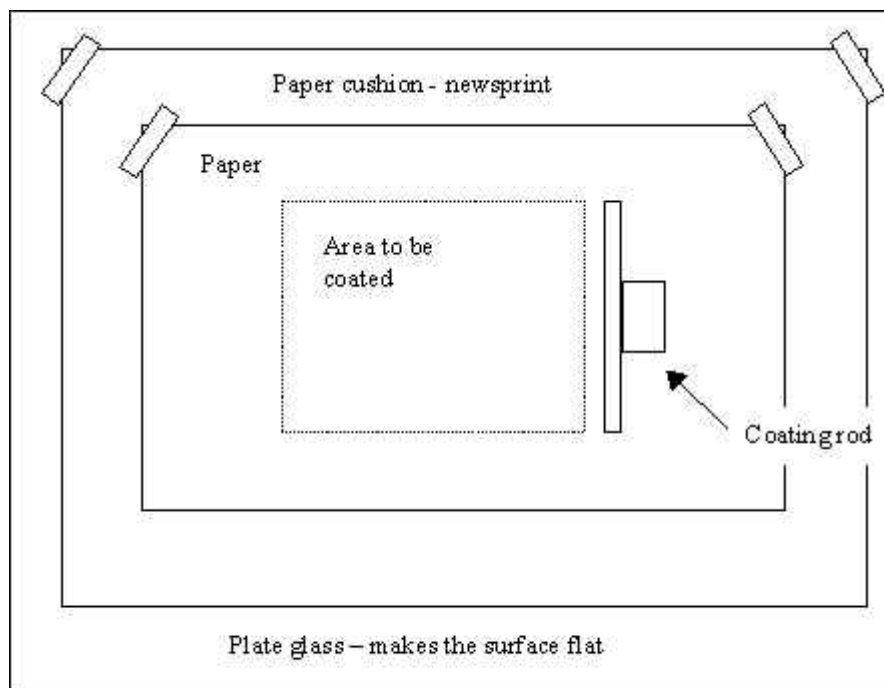 Paper cushion - newsprint
Paper
Area to be
coated
Coating rod
Plate glass – makes the surface flat